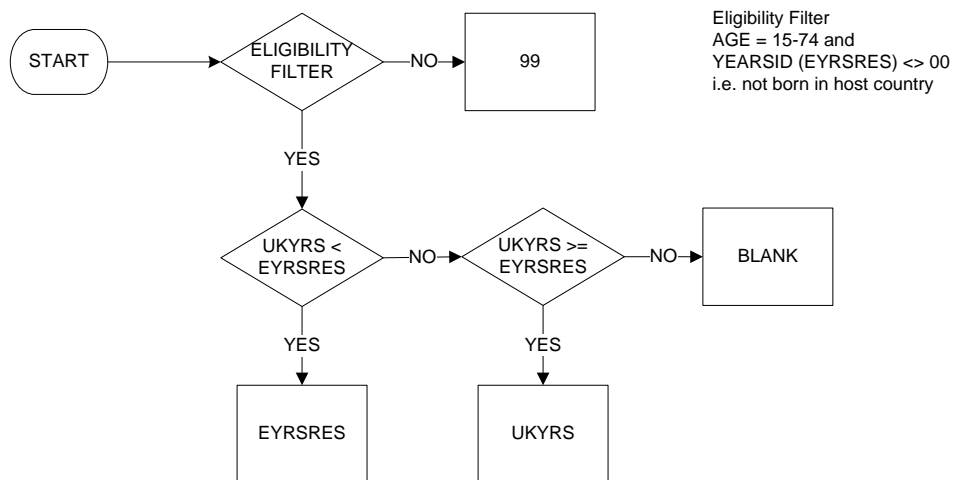 START
ELIGIBILITY
FILTER
NO
99
Eligibility Filter
AGE = 15-74 and
YEARSID (EYRSRES) <> 00
i.e. not born in host country
YES
UKYRS <
EYRSRES
NO
UKYRS >=
EYRSRES
NO
BLANK
YES
YES
EYRSRES
UKYRS